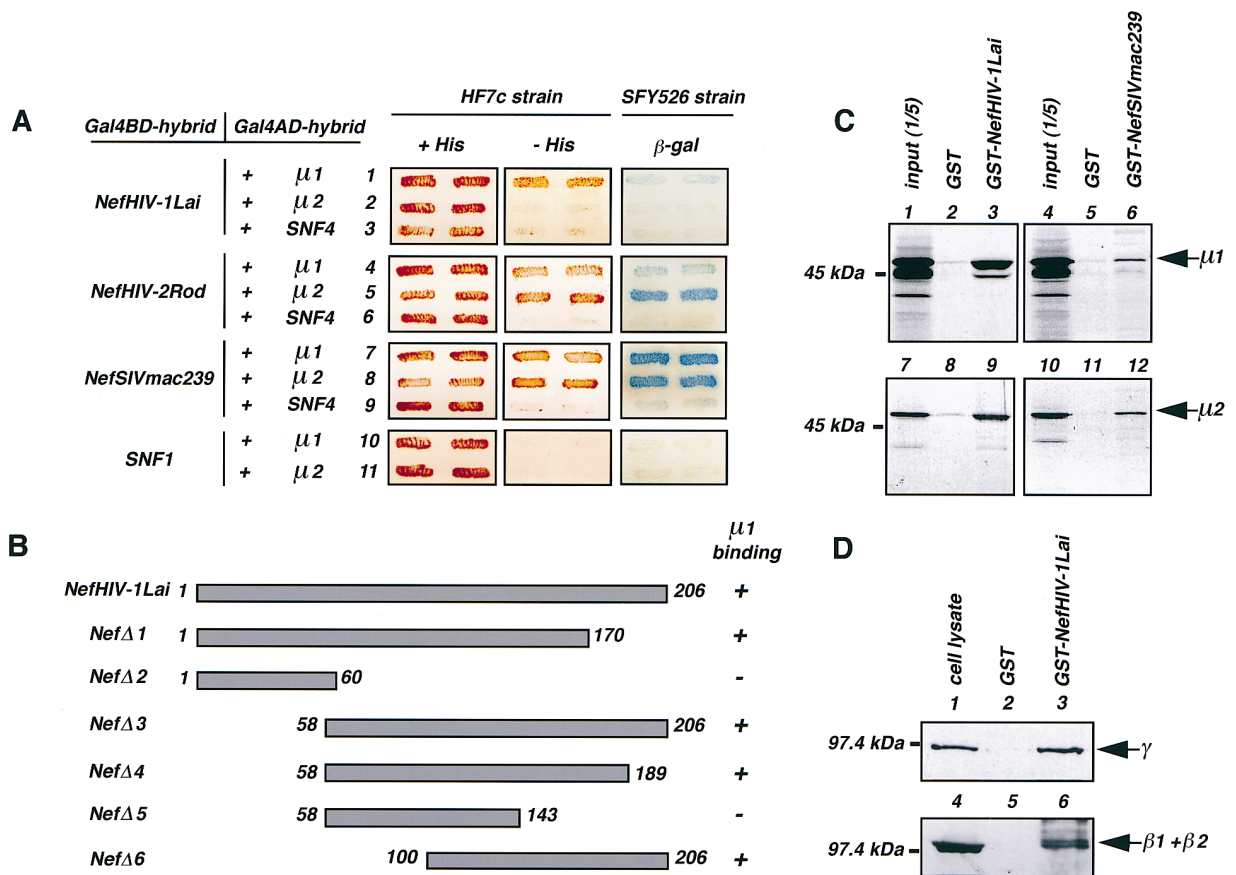 A
HF7c strain
SFY526 strain
Gal4BD-hybrid
Gal4AD-hybrid
+ His
- His
β-gal
NefHIV-1Lai
+ μ1 1
+ μ2 2
+ SNF4 3
NefHIV-2Rod
+ μ1 4
+ μ2 5
+ SNF4 6
NefSIVmac239
+ μ1 7
+ μ2 8
+ SNF4 9
SNF1
+ μ1 10
+ μ2 11
B
μ1
binding
NefHIV-1Lai 1 206 +
NefΔ1 1 170 +
NefΔ2 1 60 -
NefΔ3 58 206 +
NefΔ4 58 189 +
NefΔ5 58 143 -
NefΔ6 100 206 +
C
input (1/5)
GST
GST-NefHIV-1Lai
input (1/5)
GST
GST-NefSIVmac239
1 2 3 4 5 6
45 kDa
μ1
7 8 9 10 11 12
45 kDa
μ2
D
cell lysate
GST
GST-NefHIV-1Lai
1 2 3
97.4 kDa
γ
4 5 6
97.4 kDa
β1+β2